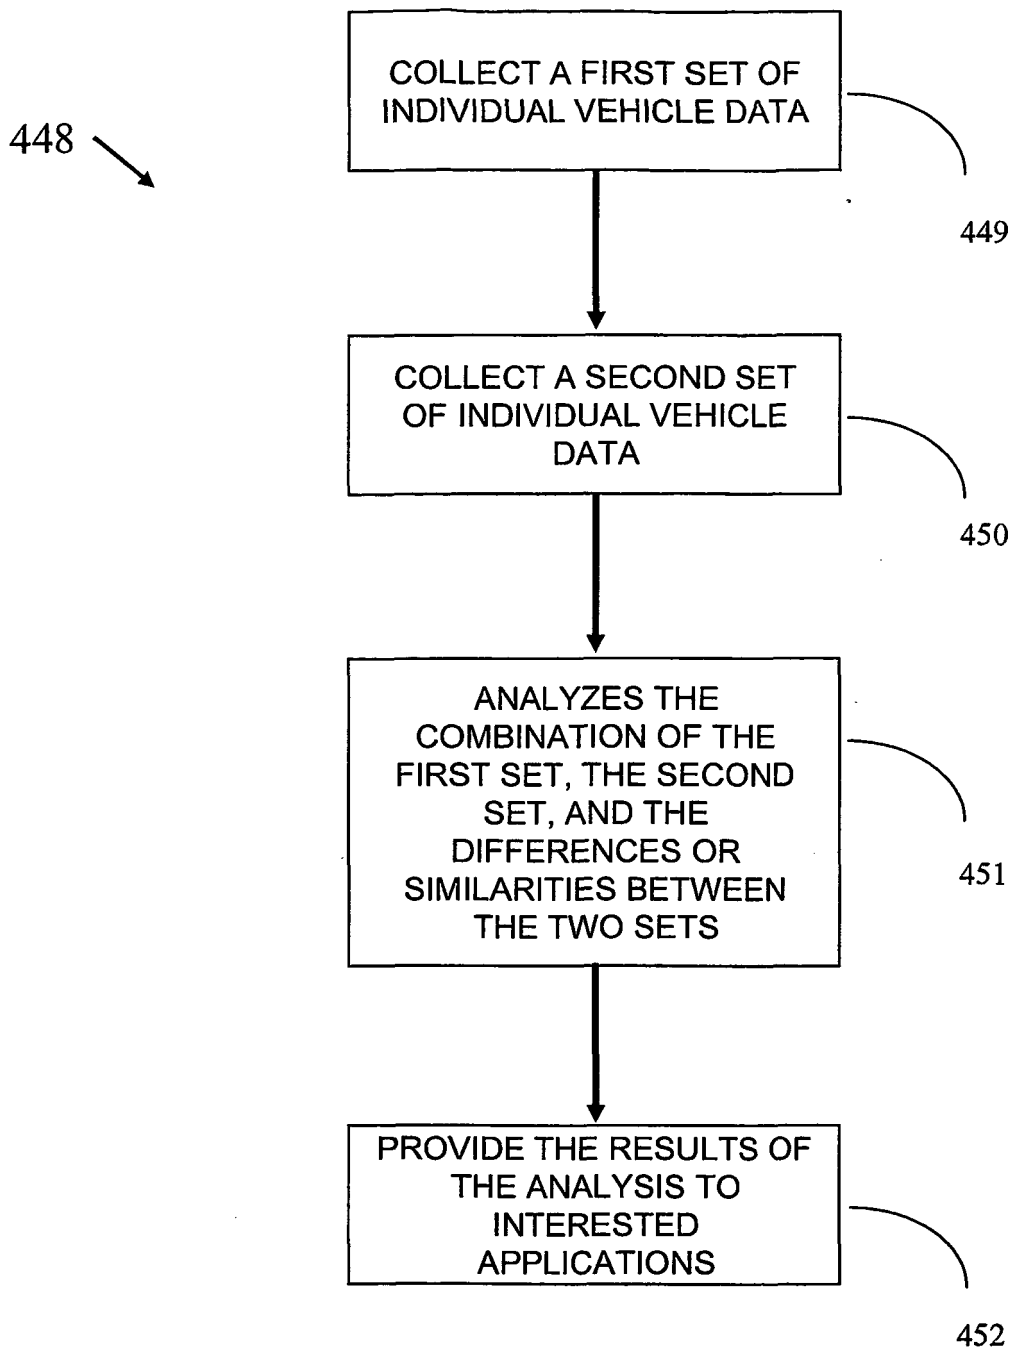 COLLECT A FIRST SET OF
INDIVIDUAL VEHICLE DATA
448
449
COLLECT A SECOND SET
OF INDIVIDUAL VEHICLE
DATA
450
ANALYZES THE
COMBINATION OF THE
FIRST SET, THE SECOND
SET, AND THE
DIFFERENCES OR
SIMILARITIES BETWEEN
THE TWO SETS
451
PROVIDE THE RESULTS OF
THE ANALYSIS TO
INTERESTED
APPLICATIONS
452